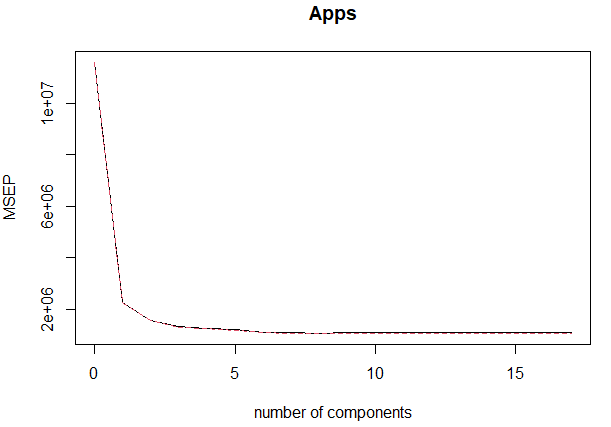 Apps
1e+07
6e+06
2e+06
MSEP
0 5 10 15
number of components